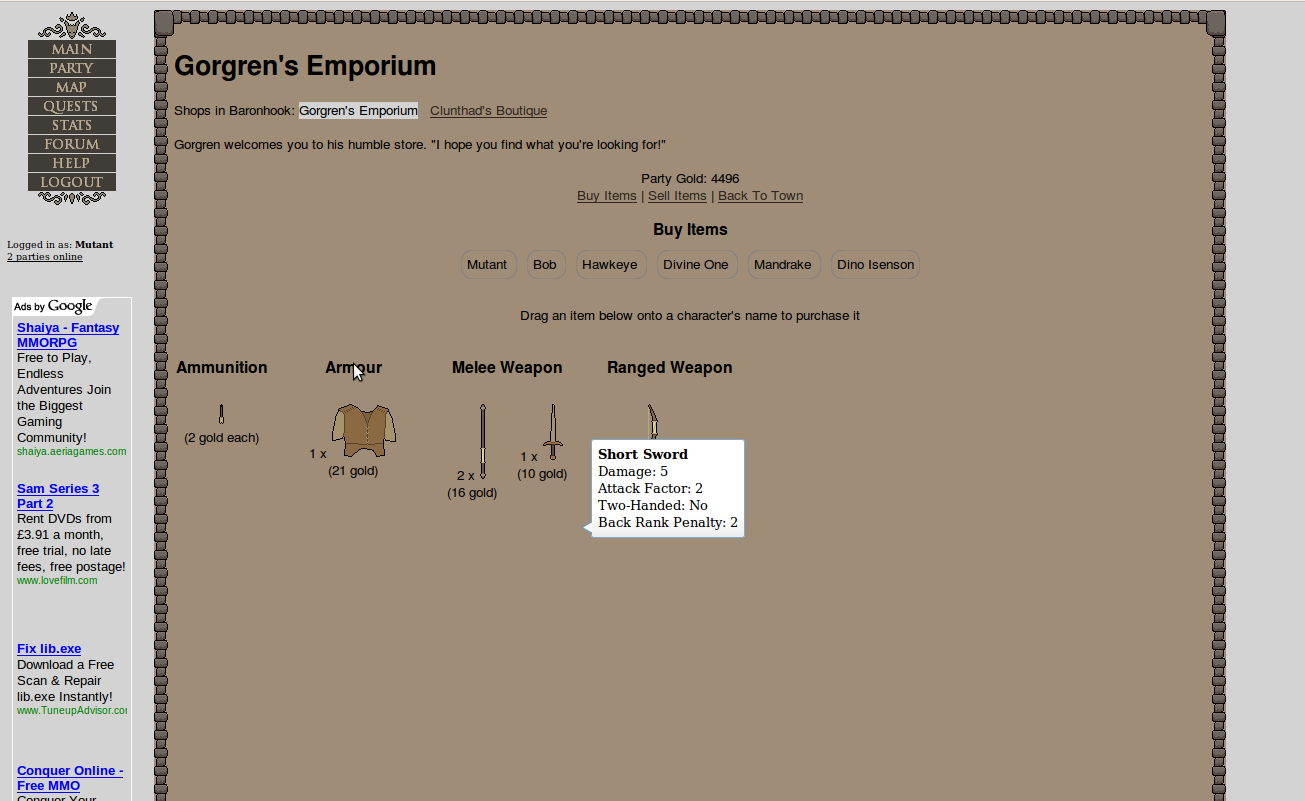 MAIN
PARTY
MAP
QUESTS
STATS
FORUM
HELP
LOGOUT
Logged in as: Mutant
2 parties online
Ads by Google
Shaiya - Fantasy
MMORPG
Free to Play,
Endless
Adventures Join
the Biggest
Gaming
Community!
shaiya.aeriagames.com
Sam Series 3
Part 2
Rent DVDs from
£3.91 a month,
free trial, no late
fees, free postage!
www.lovefilm.com
Fix lib.exe
Download a Free
Scan & Repair
lib.exe Instantly!
www.TuneupAdvisor.co
Conquer Online -
Free MMO
Conquer Your
Gorgren's Emporium
Shops in Baronhook: Gorgren's Emporium Clunthad's Boutique
Gorgren welcomes you to his humble store. "I hope you find what you're looking for!"
Party Gold: 4496
Buy Items | Sell Items | Back To Town
Buy Items
Mutant Bob Hawkeye Divine One Mandrake Dino Isenson
Drag an item below onto a character's name to purchase it
Ammunition Armour Melee Weapon Ranged Weapon
(2 gold each)
1 x
(21 gold)
2 x
(16 gold)
1 x
(10 gold)
Short Sword
Damage: 5
Attack Factor: 2
Two-Handed: No
Back Rank Penalty: 2